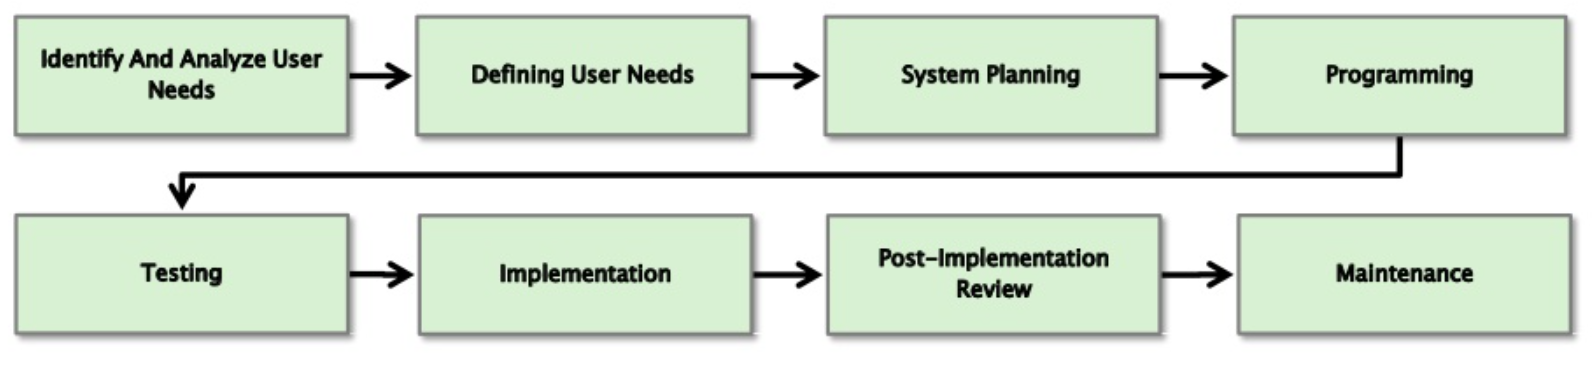 Identify And Analyze User
Needs
Defining User Needs
System Planning
Programming
Testing
Implementation
Post-Implementation
Review
Maintenance